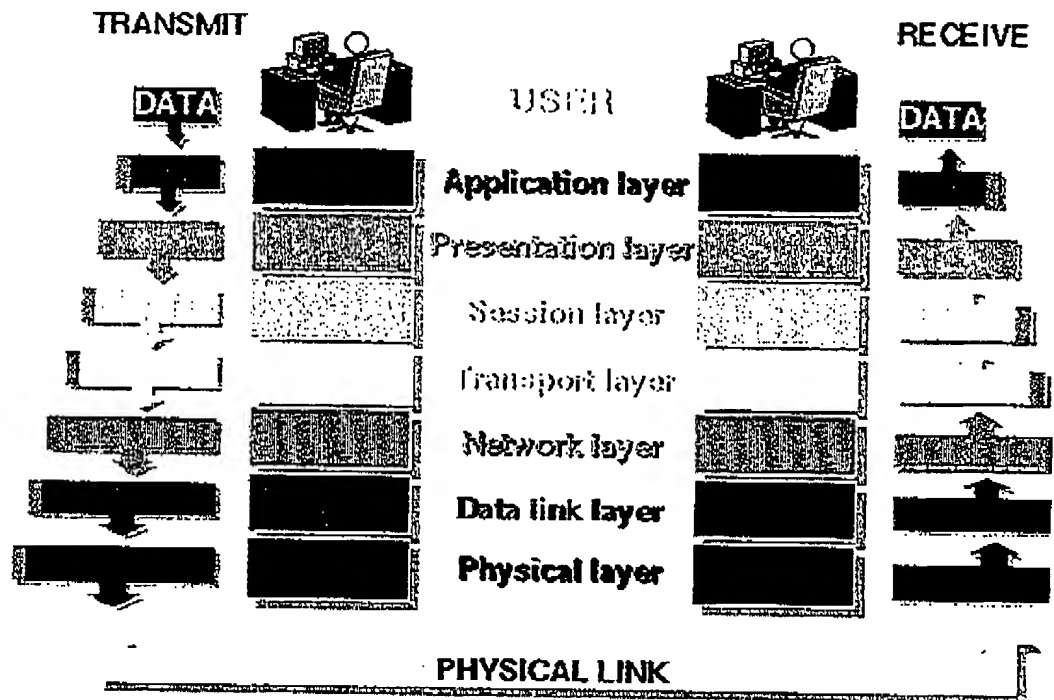 TRANSMIT
RECEIVE
USER
DATA
DATA
Application layer
Presentation layer
Session layer
Transport layer
Network layer
Data link layer
Physical layer
PHYSICAL LINK